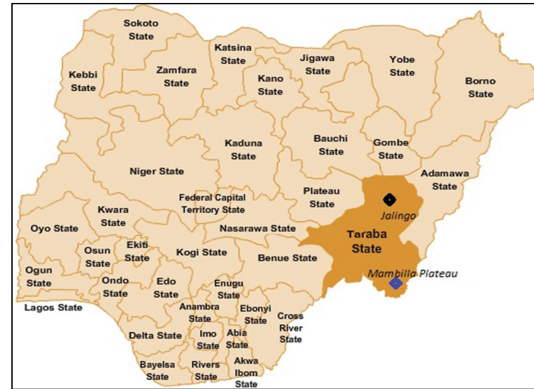 Sokoto
State
Katsina
State
Jigawa
State
Yobe
State
Borno
State
Kebbi
State
Zamfara
State
Kano
State
Kaduna
State
Bauchi
State
Gombe
State
Adamawa
State
Niger State
Plateau
State
Federal Capital
Territory State
Jalingo
Kwara
State
Nasarawa State
Taraba
State
Oyo State
Osun
State
Ekiti
State
Kogi State
Benue State
Mambilla Plateau
Ogun
State
Ondo
State
Edo
State
Enugu
State
Lagos State
Anambra
State
Ebonyi
State
Cross
River
State
Delta State
Imo
State
Abia
State
Bayelsa
State
Rivers
State
Akwa
Ibom
State